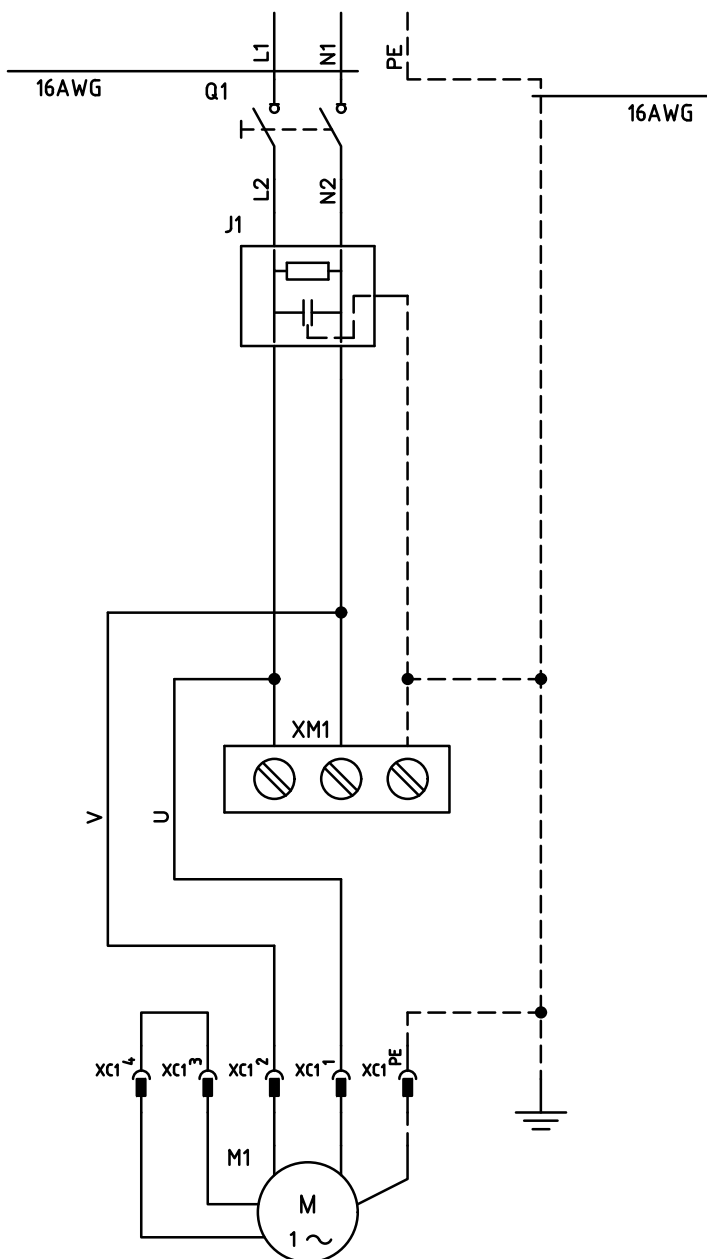 L1
N1
PE
16AWG
Q1
16AWG
L2
N2
J1
XM1
V
U
XC1 4
XC1 3
XC1 2
XC1 1
XC1 PE
M1
M
1 ~